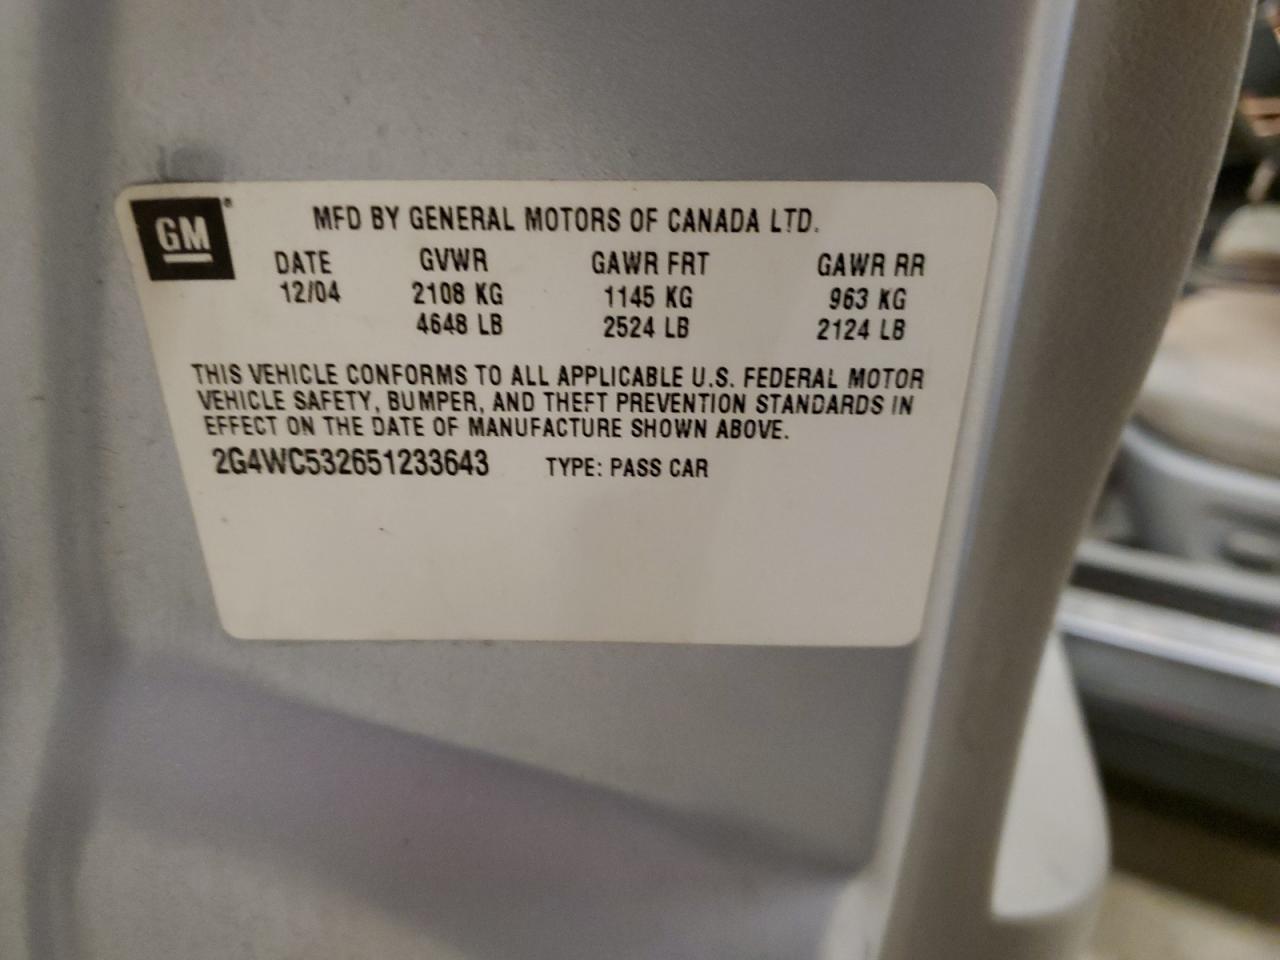 GM®
MFD BY GENERAL MOTORS OF CANADA LTD.
DATE GVWR GAWR FRT GAWR RR
12/04 2108 KG 1145 KG 963 KG
4648 LB 2524 LB 2124 LB
THIS VEHICLE CONFORMS TO ALL APPLICABLE U.S. FEDERAL MOTOR
VEHICLE SAFETY, BUMPER, AND THEFT PREVENTION STANDARDS IN
EFFECT ON THE DATE OF MANUFACTURE SHOWN ABOVE.
2G4WC532651233643 TYPE: PASS CAR